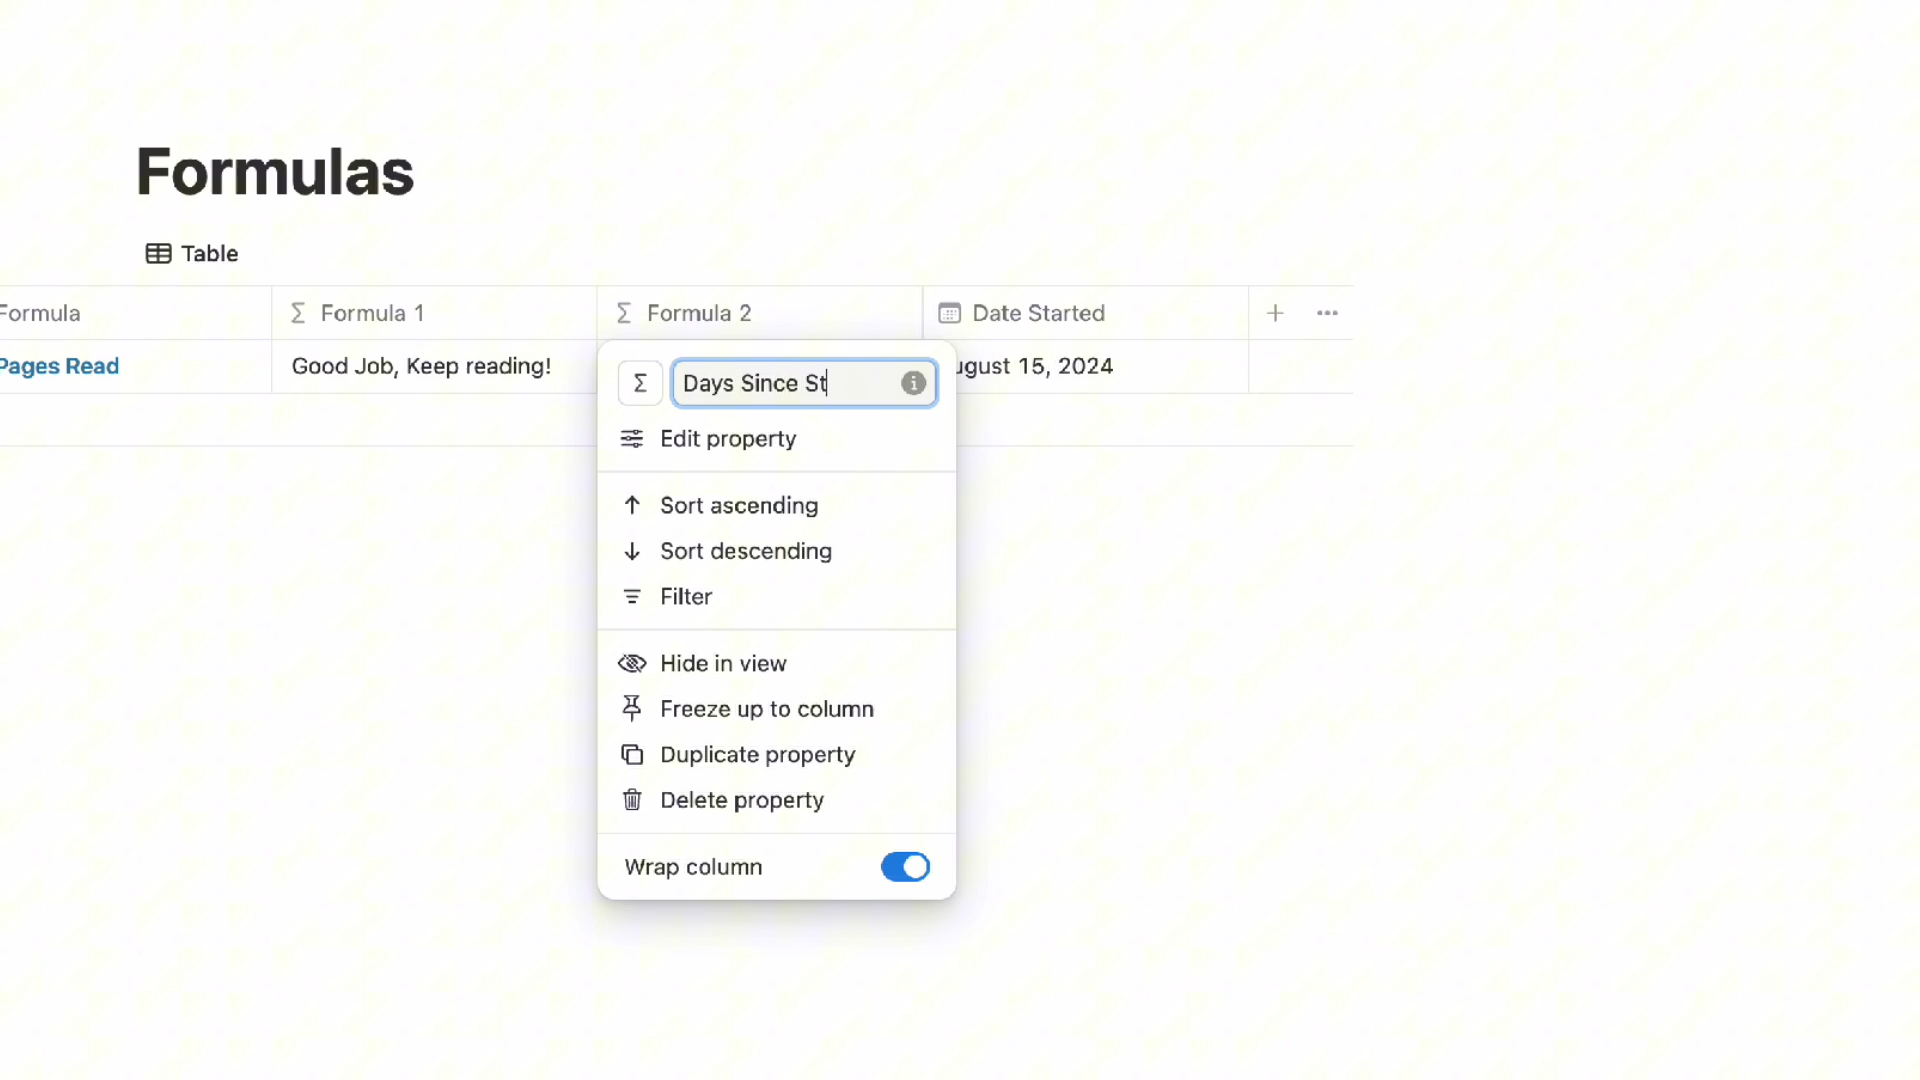 Formulas
Table
Formula
Formula 1
Formula 2
Date Started
Pages Read
Good Job, Keep reading!
ugust 15, 2024
Days Since St
Edit property
Sort ascending
Sort descending
Filter
Hide in view
Freeze up to column
Duplicate property
Delete property
Wrap column